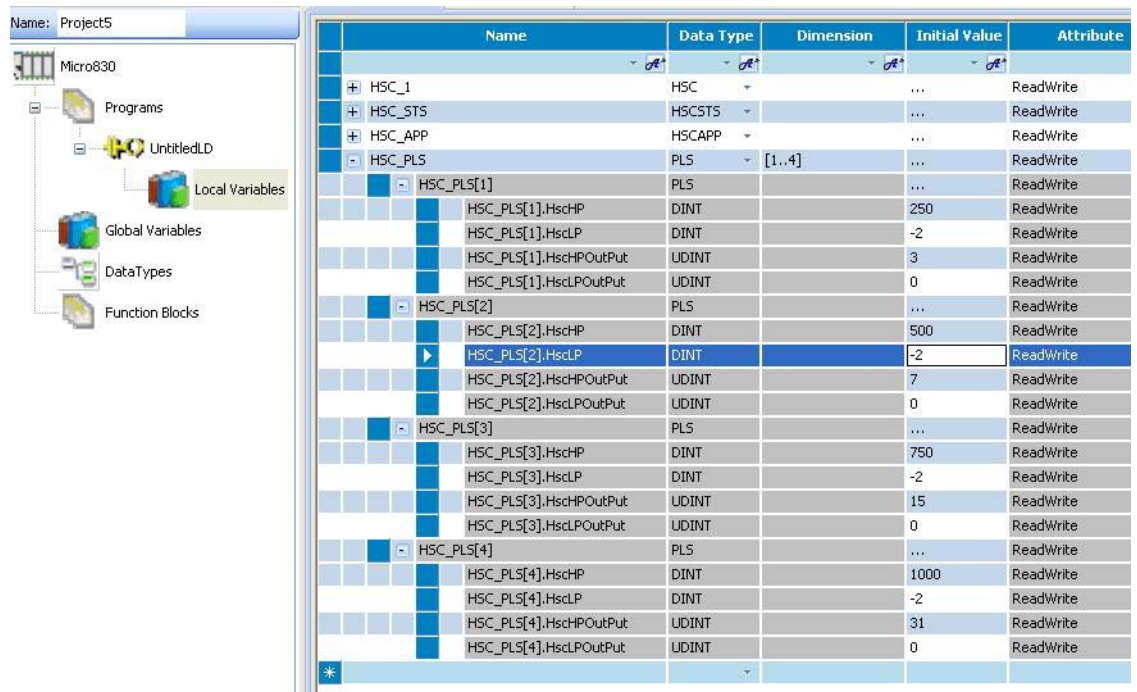 Name: Project5
Micro830
Programs
UntitledLD
Local Variables
Global Variables
DataTypes
Function Blocks
Name Data Type Dimension Initial Value Attribute
HSC_1 HSC ... ReadWrite
HSC_STS HSCSTS ... ReadWrite
HSC_APP HSCAPP ... ReadWrite
HSC_PLS PLS [1..4] ... ReadWrite
HSC_PLS[1] PLS ... ReadWrite
HSC_PLS[1].HscHP DINT 250 ReadWrite
HSC_PLS[1].HscLP DINT -2 ReadWrite
HSC_PLS[1].HscHPOutPut UDINT 3 ReadWrite
HSC_PLS[1].HscLPOutPut UDINT 0 ReadWrite
HSC_PLS[2] PLS ... ReadWrite
HSC_PLS[2].HscHP DINT 500 ReadWrite
HSC_PLS[2].HscLP DINT -2 ReadWrite
HSC_PLS[2].HscHPOutPut UDINT 7 ReadWrite
HSC_PLS[2].HscLPOutPut UDINT 0 ReadWrite
HSC_PLS[3] PLS ... ReadWrite
HSC_PLS[3].HscHP DINT 750 ReadWrite
HSC_PLS[3].HscLP DINT -2 ReadWrite
HSC_PLS[3].HscHPOutPut UDINT 15 ReadWrite
HSC_PLS[3].HscLPOutPut UDINT 0 ReadWrite
HSC_PLS[4] PLS ... ReadWrite
HSC_PLS[4].HscHP DINT 1000 ReadWrite
HSC_PLS[4].HscLP DINT -2 ReadWrite
HSC_PLS[4].HscHPOutPut UDINT 31 ReadWrite
HSC_PLS[4].HscLPOutPut UDINT 0 ReadWrite